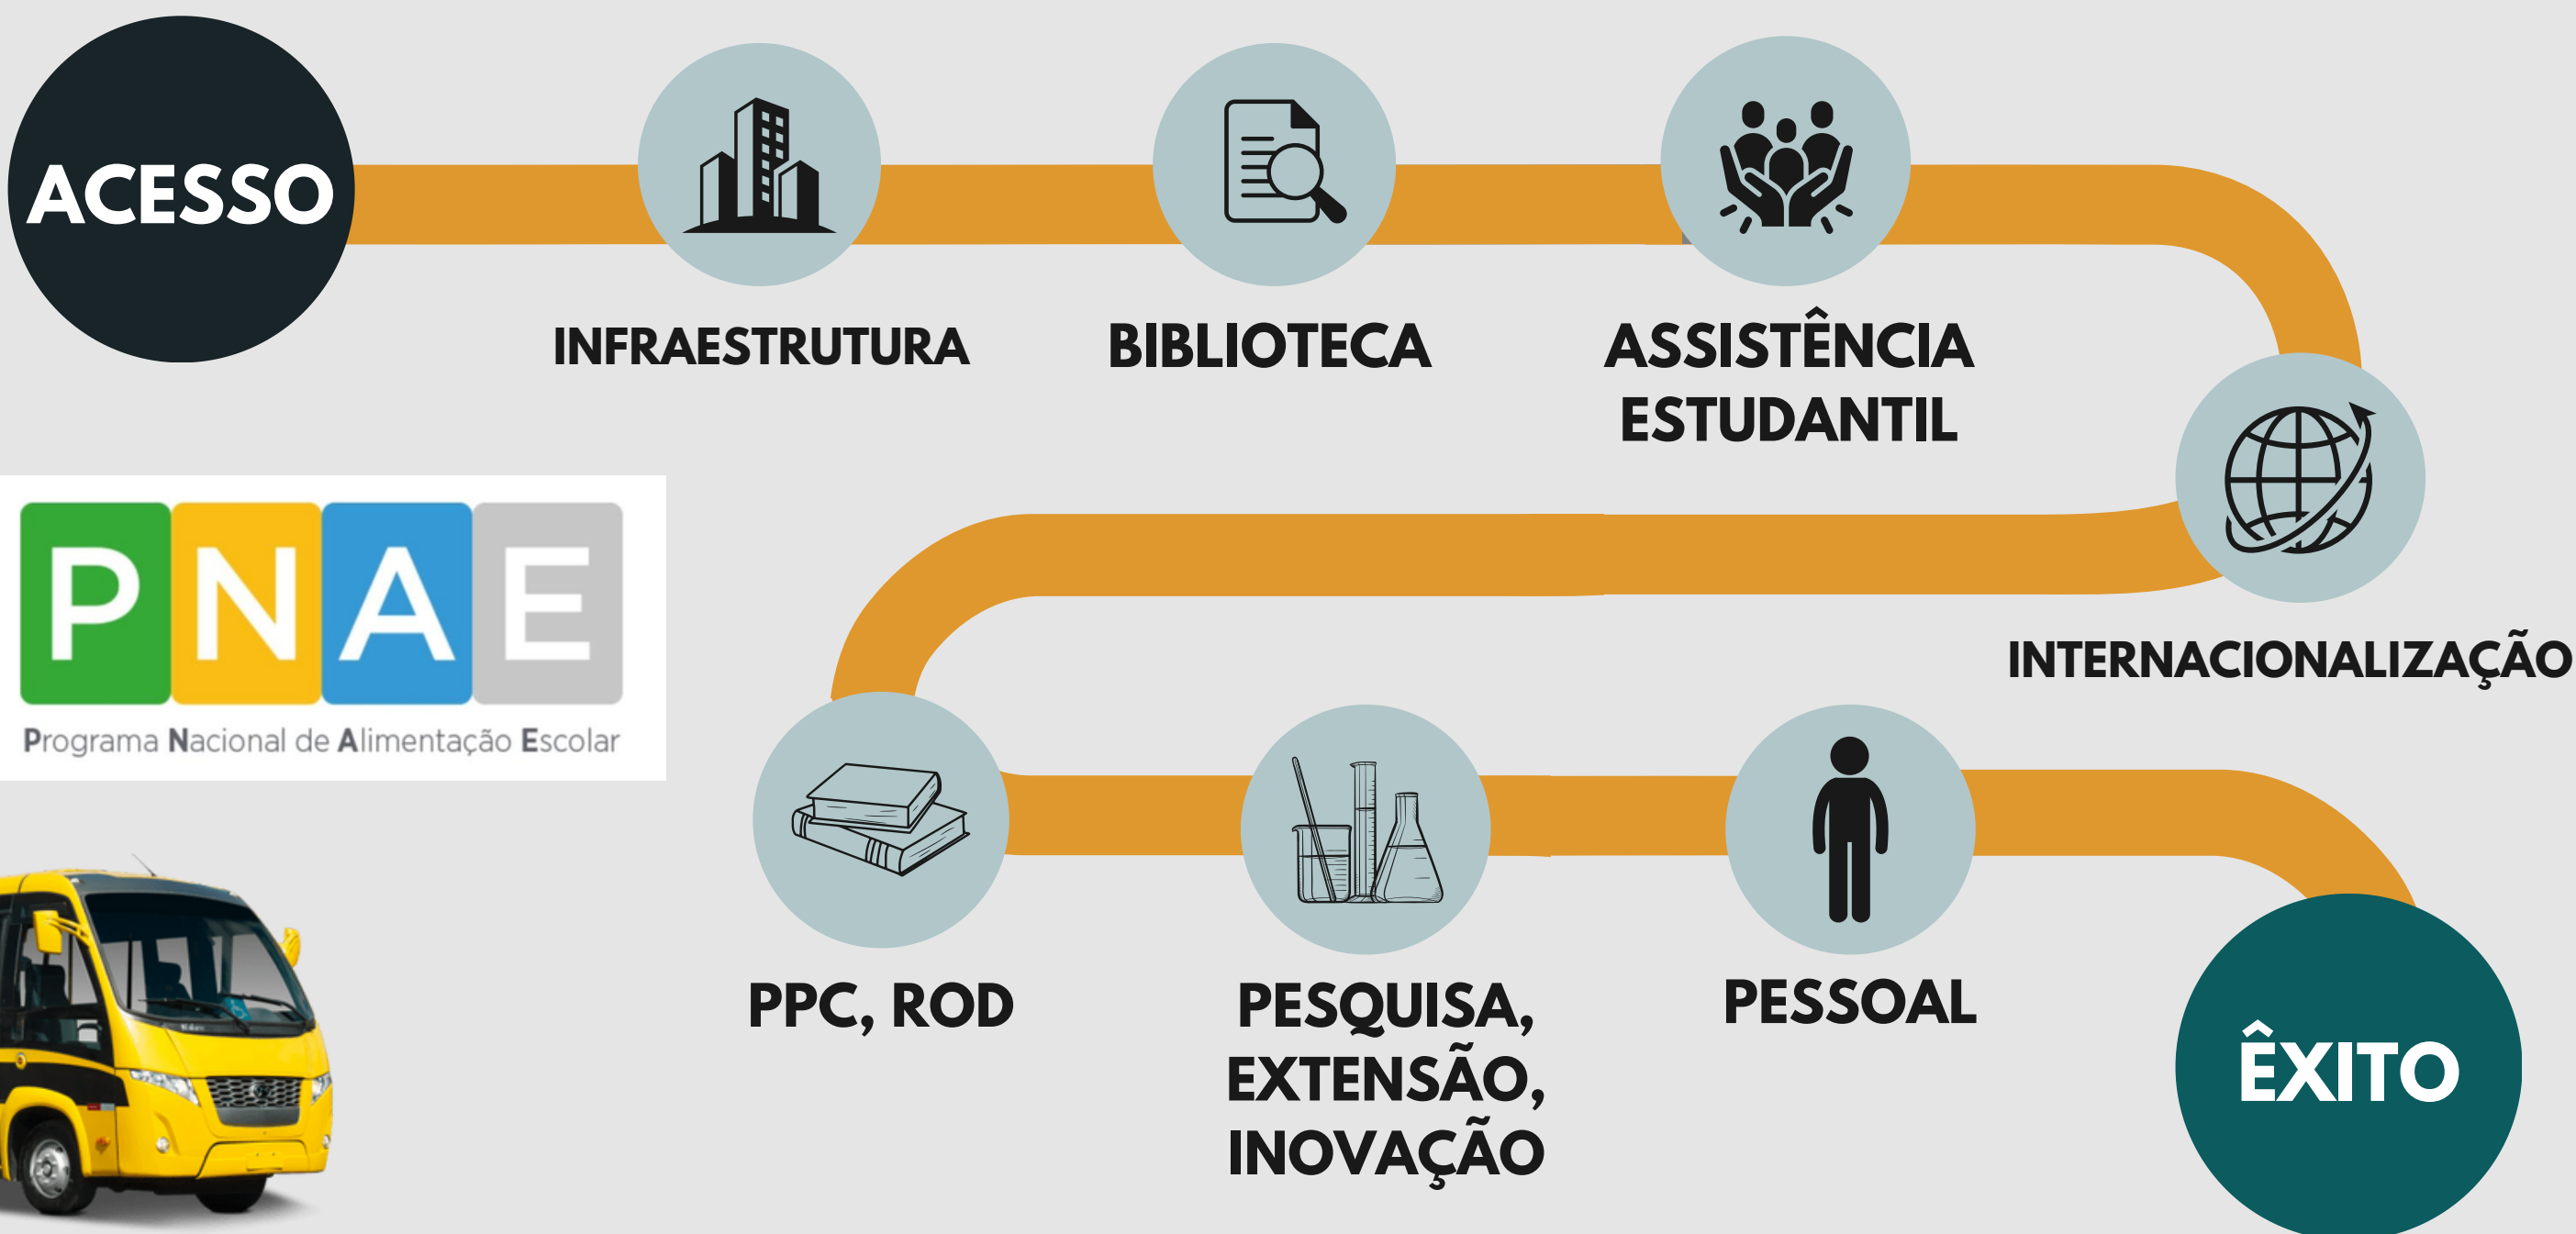 ACESSO
INFRAESTRUTURA
BIBLIOTECA
ASSISTÊNCIA
ESTUDANTIL
INTERNACIONALIZAÇÃO
PNAE
Programa Nacional de Alimentação Escolar
PPC, ROD
PESQUISA,
EXTENSÃO,
INOVAÇÃO
PESSOAL
ÊXITO